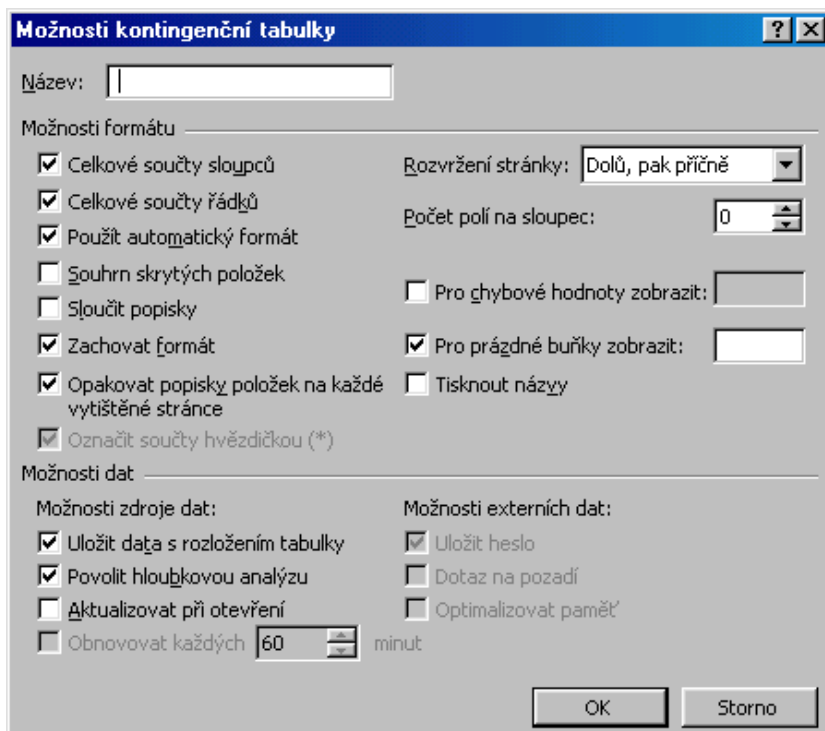 Možnosti kontingenční tabulky
Název:
Možnosti formátu
Celkové součty sloupců
Celkové součty řádků
Použít automatický formát
Souhrn skrytých položek
Sloučit popisky
Zachovat formát
Opakovat popisky položek na každé
vytištěné stránce
Označit součty hvězdičkou (*)
Rozvržení stránky: Dolů, pak příčně
Počet polí na sloupec: 0
Pro chybové hodnoty zobrazit:
Pro prázdné buňky zobrazit:
Tisknout názvy
Možnosti dat
Možnosti zdroje dat:
Uložit data s rozložením tabulky
Povolit hloubkovou analýzu
Aktualizovat při otevření
Obnovovat každých 60 minut
Možnosti externích dat:
Uložit heslo
Dotaz na pozadí
Optimalizovat paměť
OK
Storno